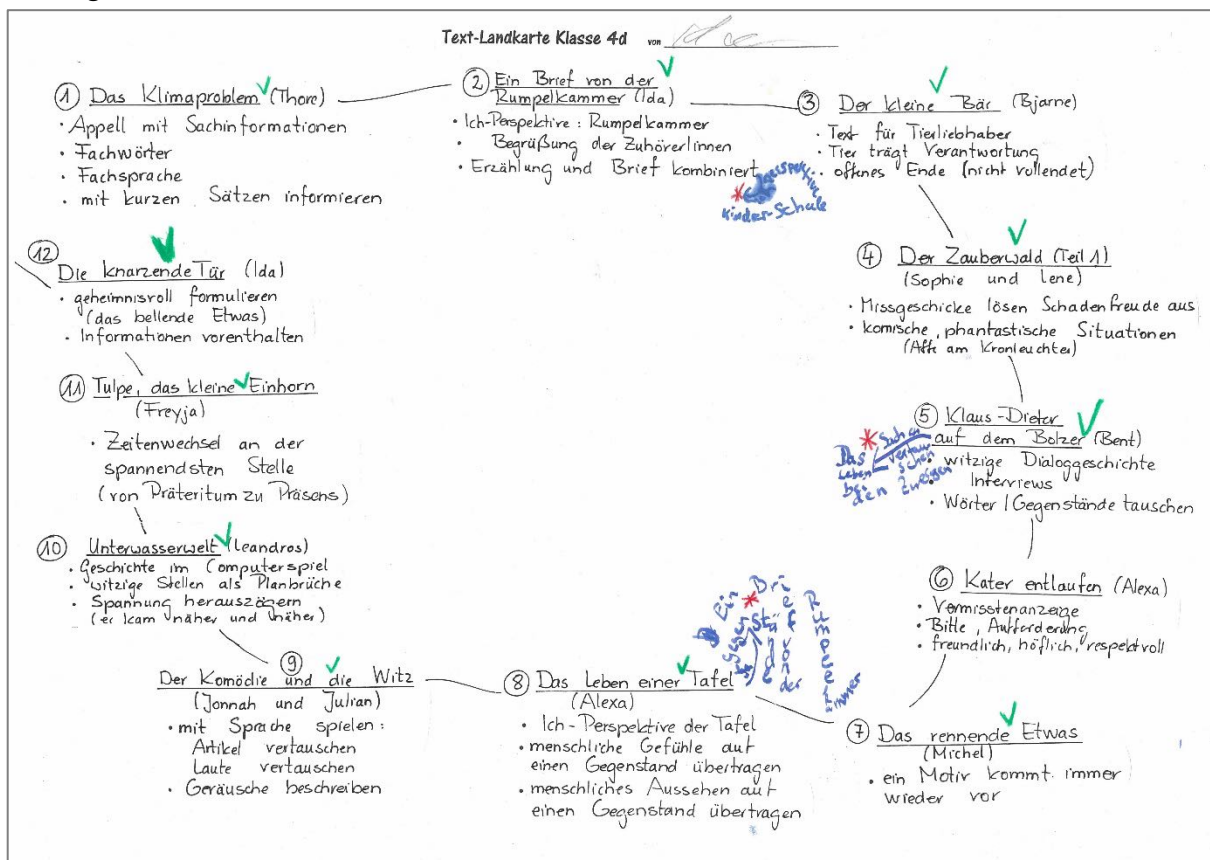 Text-Landkarte Klasse 4d von
① Das Klimaproblem (Thore)
• Appell mit Sachinformationen
• Fachwörter
• Fachsprache
• mit kurzen Sätzen informieren
② Ein Brief von der
Rumpelkammer (Ida)
• Ich-Perspektive: Rumpelkammer
• Begrüßung der ZuhörerInnen
• Erzählung und Brief kombiniert
*
Kinder-Schule
③ Der kleine Bär (Bjarne)
• Text für Tierliebhaber
• Tier trägt Verantwortung
• offnes Ende (nicht vollendet)
④ Der Zauberwald (Teil 1)
(Sophie und Lene)
• Missgeschicke lösen Schadenfreude aus
• komische, phantastische Situationen
(Affe am Kronleuchter)
⑤ Klaus-Dieter
auf dem Bolzer (Bent)
• witzige Dialoggeschichte
• Interviews
• Wörter/Gegenstände tauschen
*
Das Leben bei den Zwergen
Sachen vertauschen
⑥ Kater entlaufen (Alexa)
• Vermisstenanzeige
• Bitte, Aufforderung
• freundlich, höflich, respektvoll
⑦ Das rennende Etwas
(Michel)
• ein Motiv kommt immer
wieder vor
⑧ Das Leben einer Tafel
(Alexa)
• Ich-Perspektive der Tafel
• menschliche Gefühle auf
einen Gegenstand übertragen
• menschliches Aussehen auf
einen Gegenstand übertragen
*
Ein Brief von der
⑨
Der Komödie und die Witz
(Jonnah und Julian)
• mit Sprache spielen:
Artikel vertauschen
Laute vertauschen
• Geräusche beschreiben
⑩ Unterwasserwelt (Leandros)
• Geschichte im Computerspiel
• witzige Stellen als Planbrüche
• Spannung herauszögern
(er kam näher und näher)
⑪ Tulpe, das kleine Einhorn
(Freyja)
• Zeitenwechsel an der
spannendsten Stelle
(von Präteritum zu Präsens)
⑫
Die knarzende Tür (Ida)
• geheimnisvoll formulieren
(das bellende Etwas)
• Informationen vorenthalten